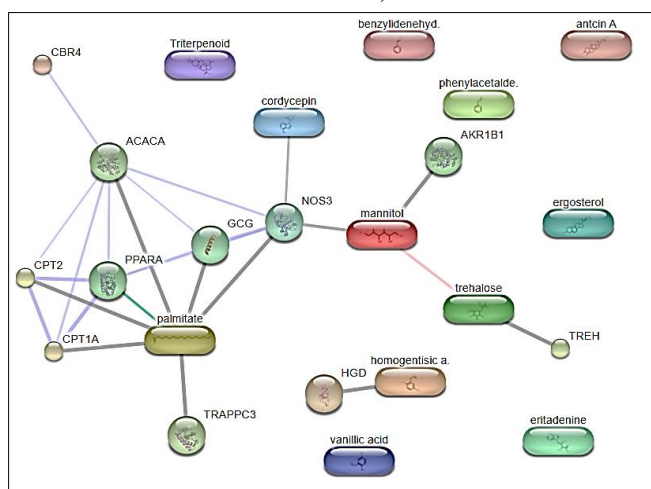 benzylidenehyd.
antcin A
CBR4
Triterpenoid
phenylacetalde.
cordycepin
AKR1B1
ACACA
NOS3
GCG
mannitol
ergosterol
CPT2
PPARA
trehalose
palmitate
CPT1A
TREH
HGD
homogentisic a.
TRAPPC3
vanillic acid
eritadenine